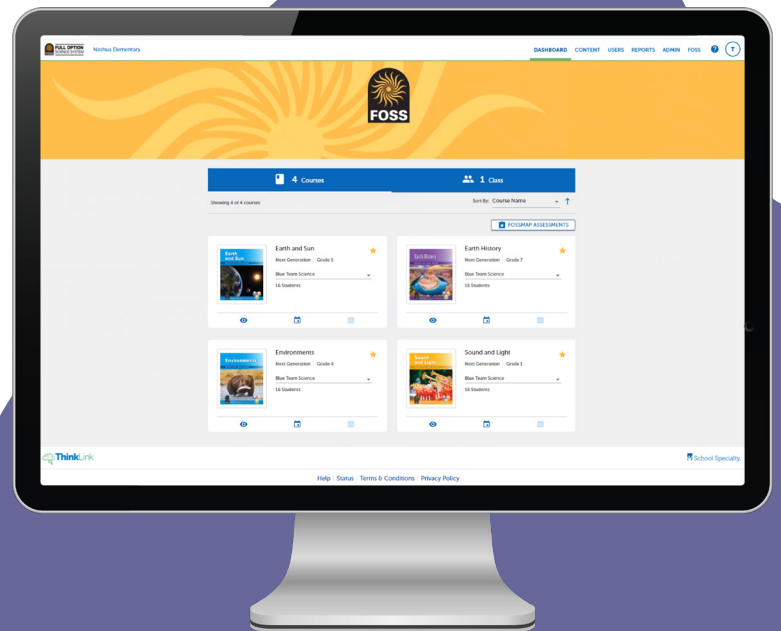 FULL OPTION
SCIENCE SYSTEM
Nashua Elementary
DASHBOARD CONTENT USERS REPORTS ADMIN FOSS ? T
FOSS
4 Courses
1 Class
Showing 4 of 4 courses
Sort By: Course Name
FOSSMAP ASSESSMENTS
Earth
and Sun
Earth and Sun
Next Generation Grade 5
Blue Team Science
16 Students
Earth History
Earth History
Next Generation Grade 7
Blue Team Science
16 Students
Environments
Environments
Next Generation Grade 4
Blue Team Science
16 Students
Sound
and Light
Sound and Light
Next Generation Grade 1
Blue Team Science
16 Students
ThinkLink
School Specialty.
Help Status Terms & Conditions Privacy Policy